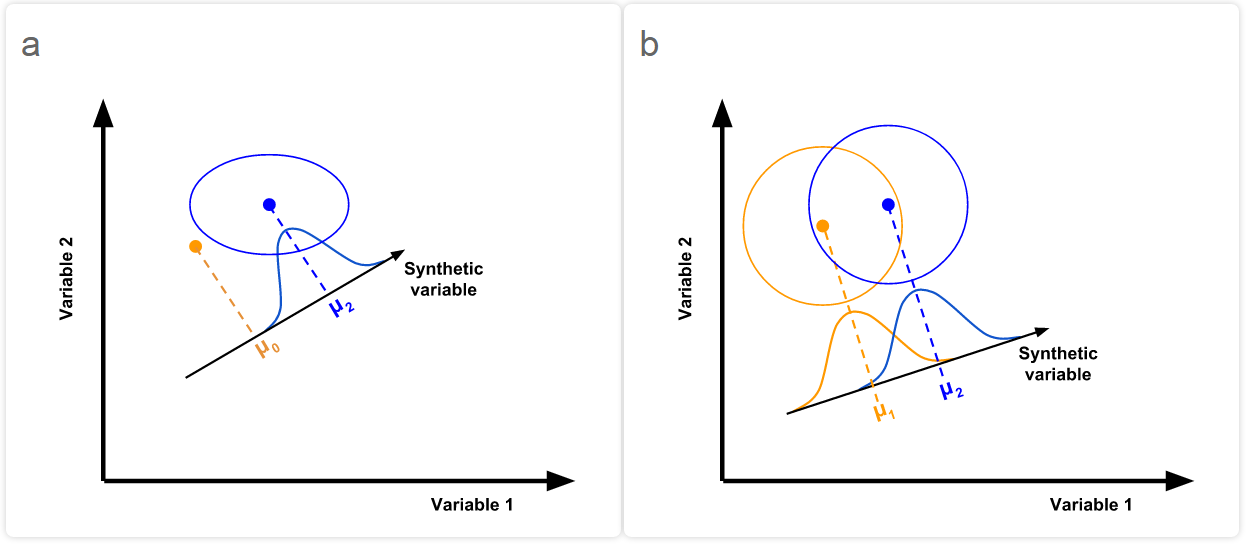 a
Variable 2
Synthetic
variable
μ2
μ0
Variable 1
b
Variable 2
Synthetic
variable
μ2
μ1
Variable 1